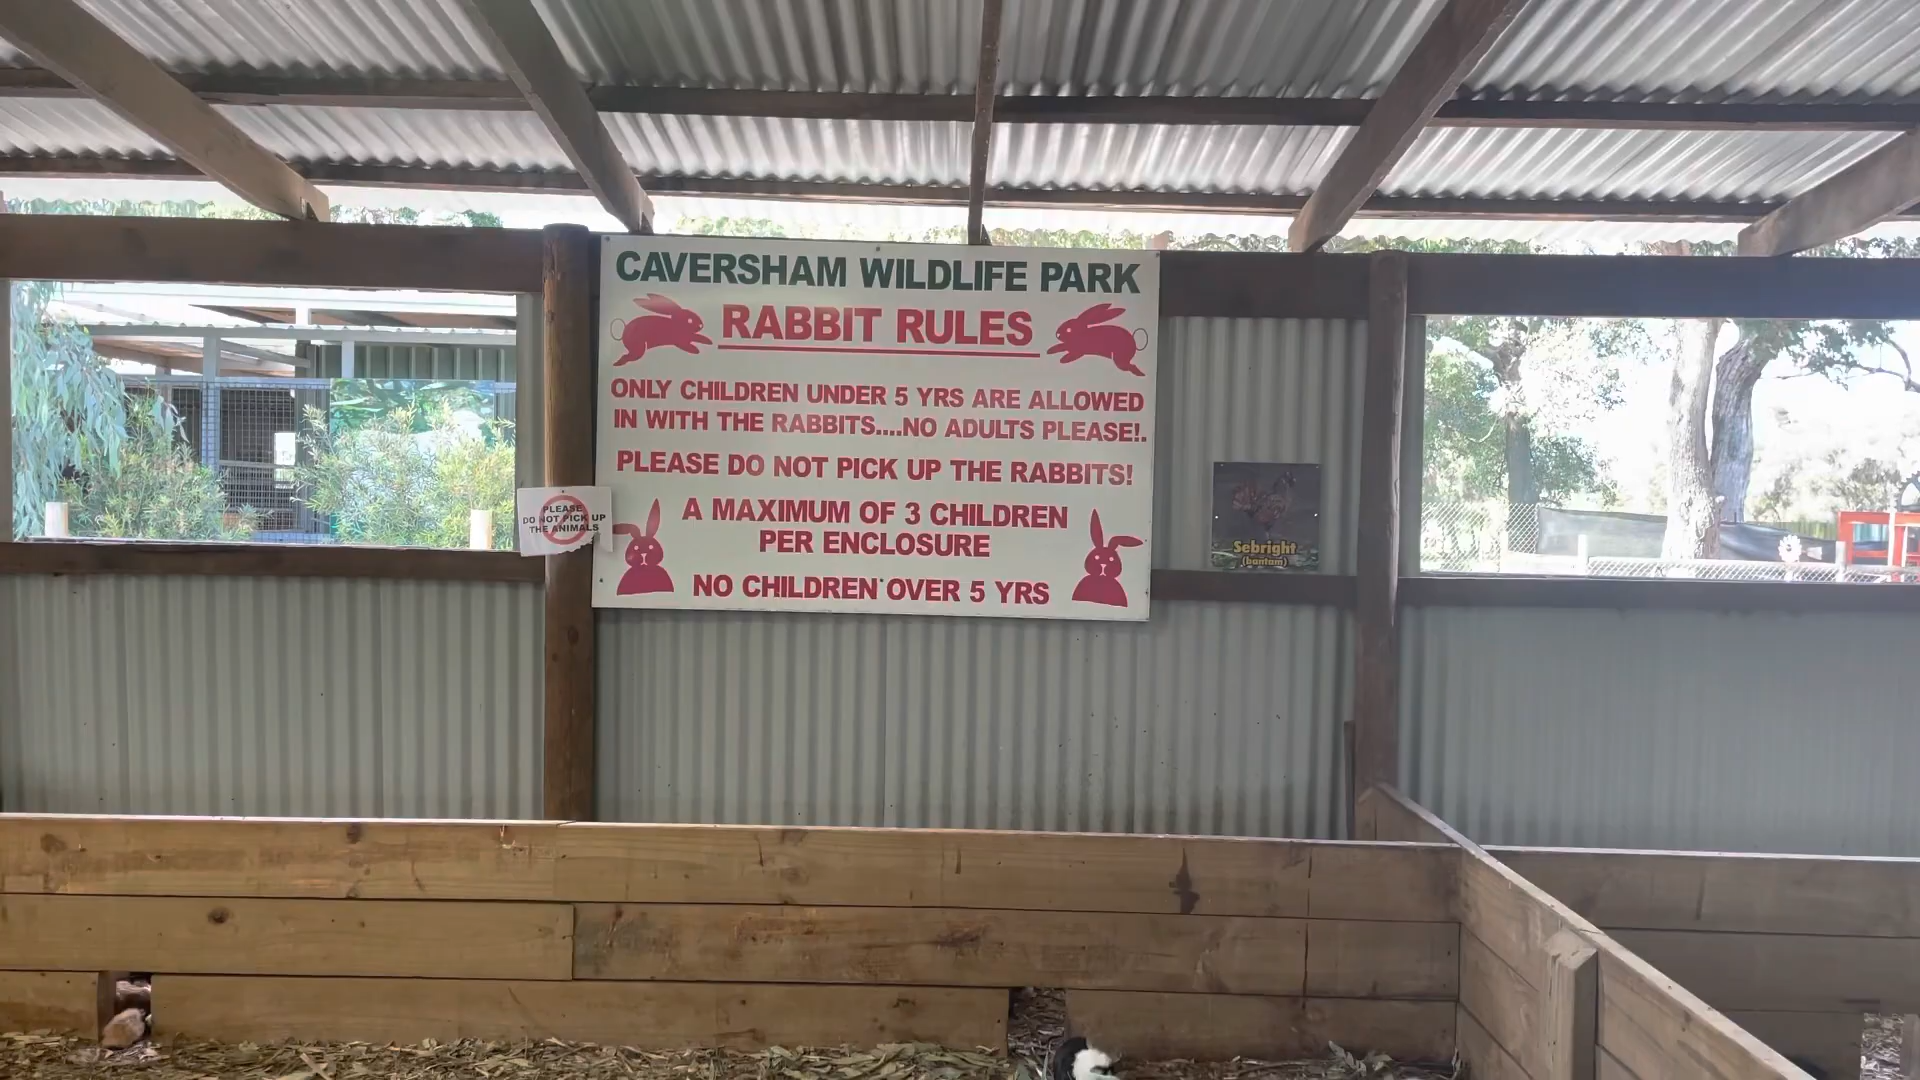 CAVERSHAM WILDLIFE PARK
RABBIT RULES
ONLY CHILDREN UNDER 5 YRS ARE ALLOWED
IN WITH THE RABBITS....NO ADULTS PLEASE!.
PLEASE DO NOT PICK UP THE RABBITS!
A MAXIMUM OF 3 CHILDREN
PER ENCLOSURE
NO CHILDREN OVER 5 YRS
PLEASE
DO NOT PICK UP
THE ANIMALS
Sebright
(bantam)